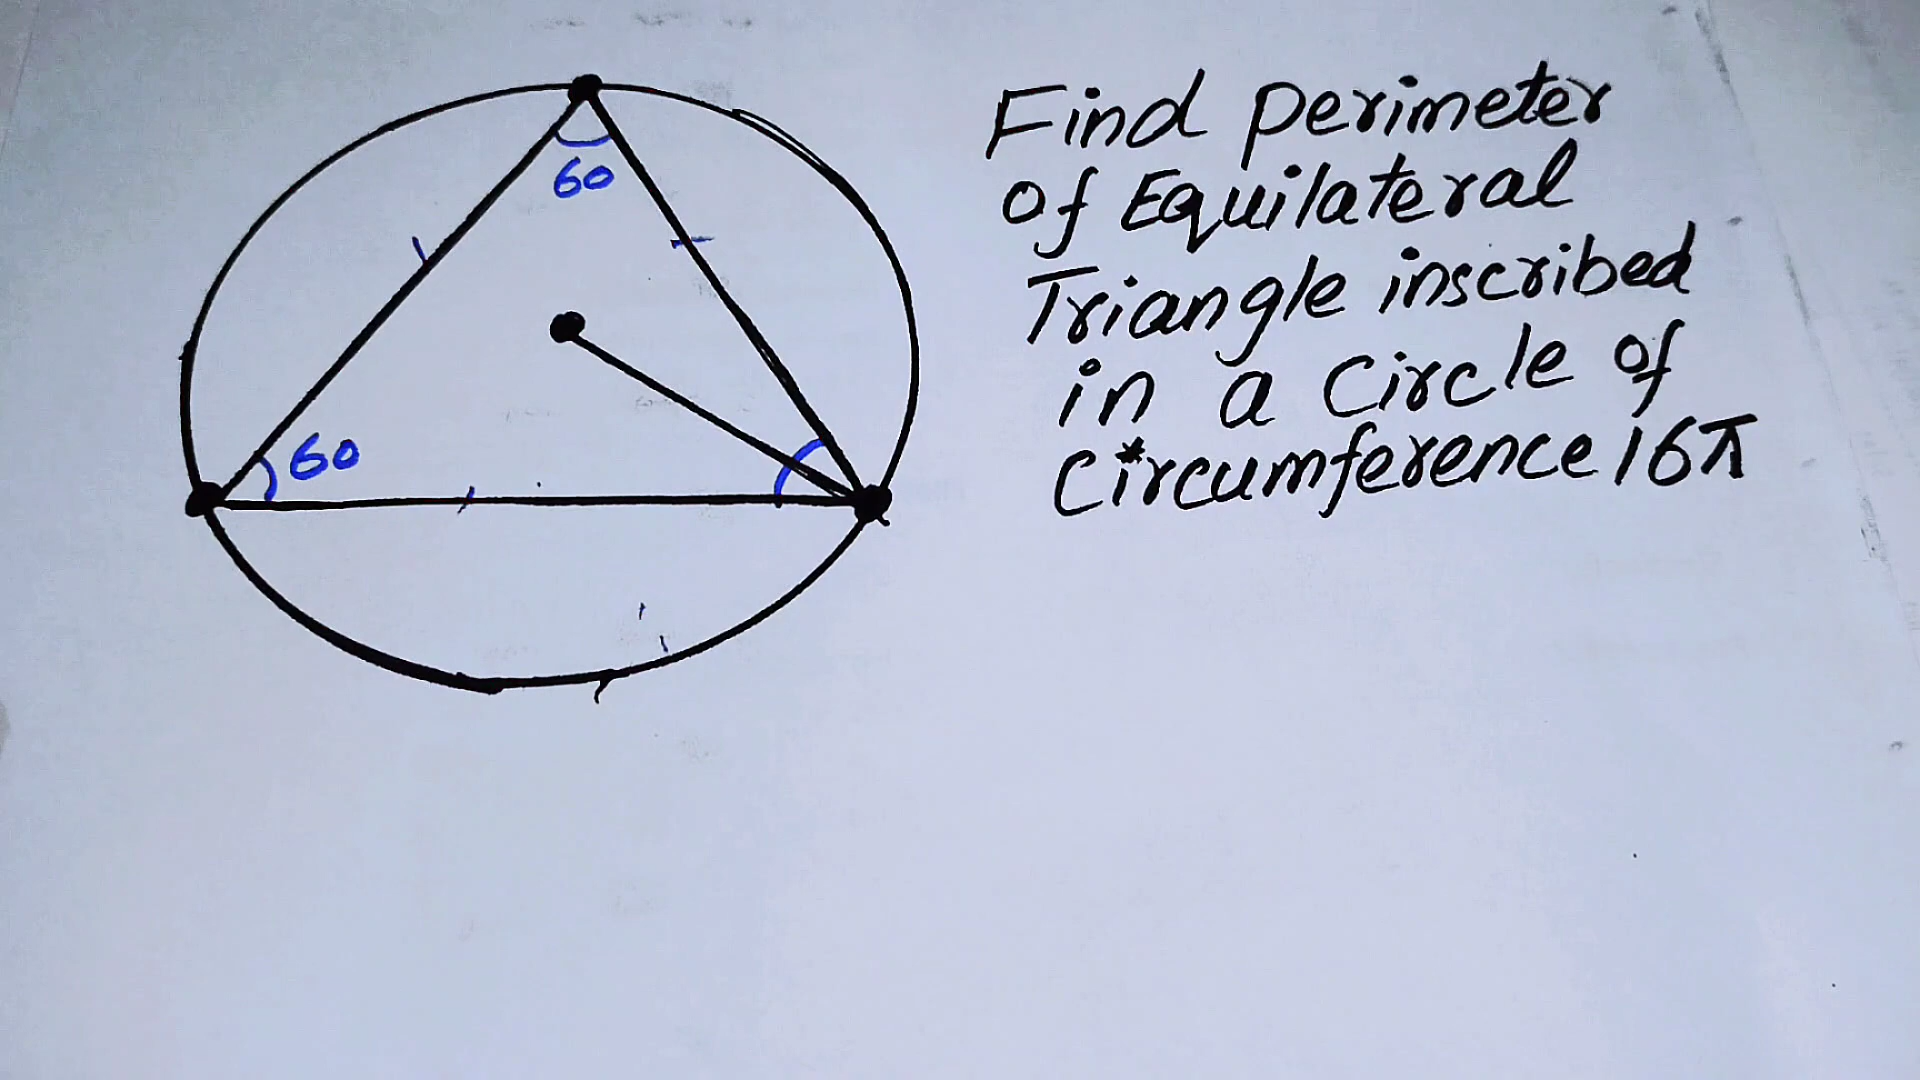 Find perimeter
of Equilateral
Triangle inscribed
in a Circle of
Circumference 16π
60
60